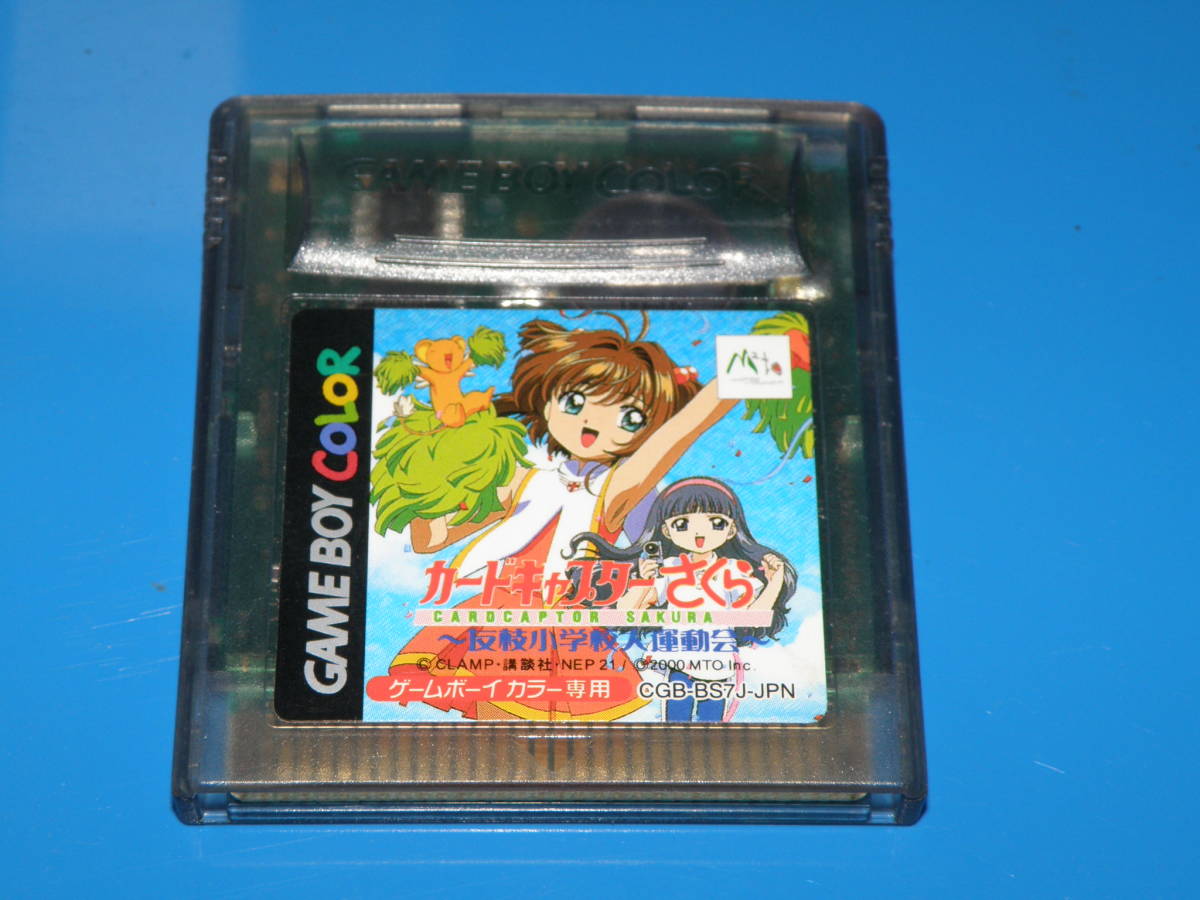 GAME BOY COLOR
GAME BOY COLOR
Mto
カードキャプターさくら
CARDCAPTOR SAKURA
〜友枝小学校大運動会〜
©CLAMP・講談社・NEP 21 / ©2000 MTO Inc.
ゲームボーイカラー専用
CGB-BS7J-JPN